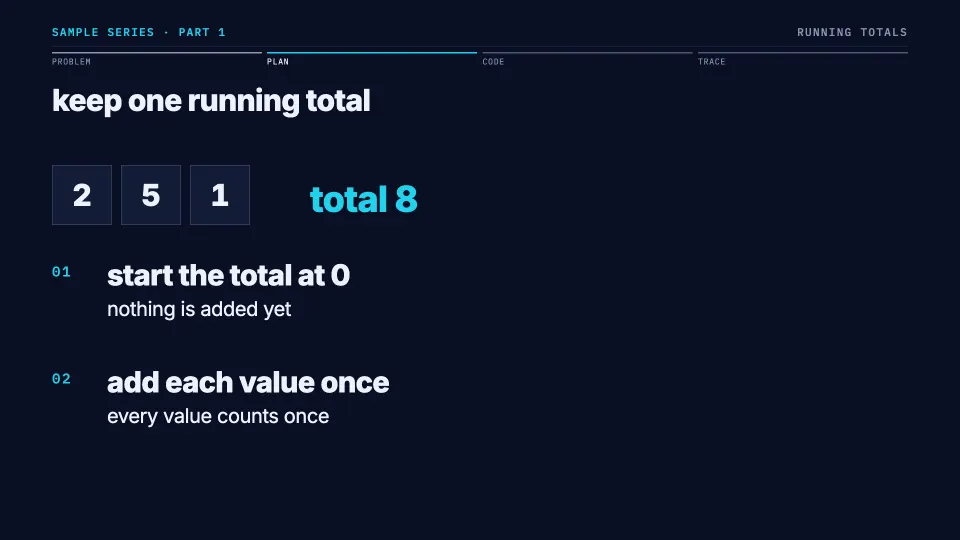 SAMPLE SERIES · PART 1
RUNNING TOTALS
PROBLEM
PLAN
CODE
TRACE
keep one running total
2 5 1
total 8
01
start the total at 0
nothing is added yet
02
add each value once
every value counts once